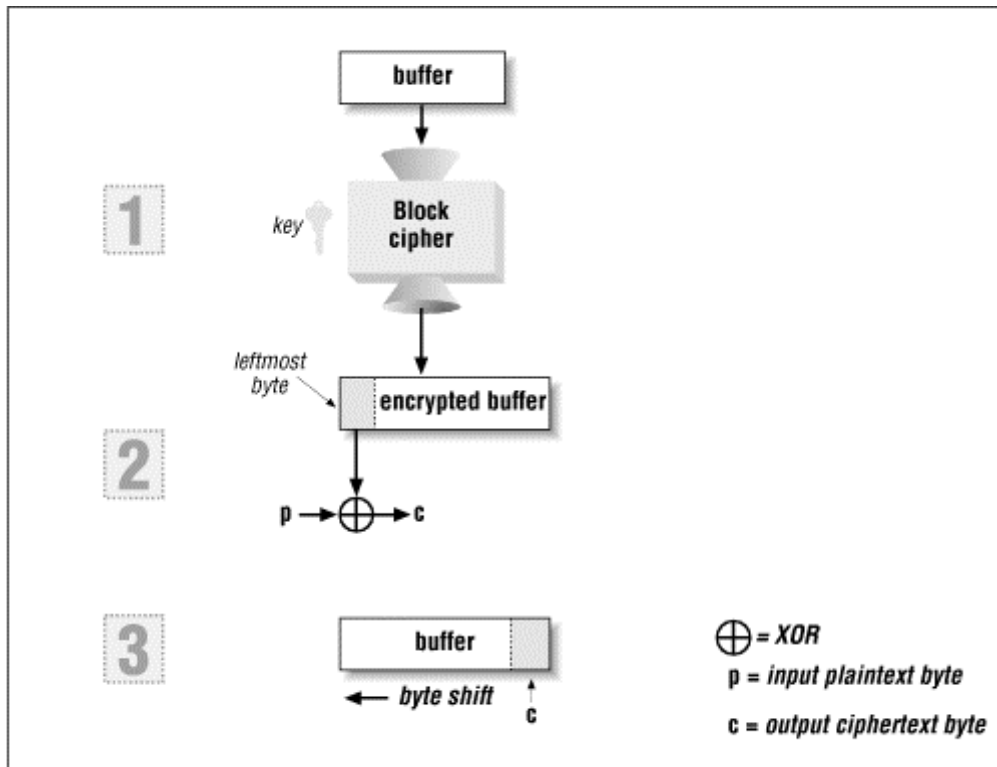 buffer
1
key
Block
cipher
leftmost
byte
encrypted buffer
2
p
c
3
buffer
byte shift
c
= XOR
p = input plaintext byte
c = output ciphertext byte